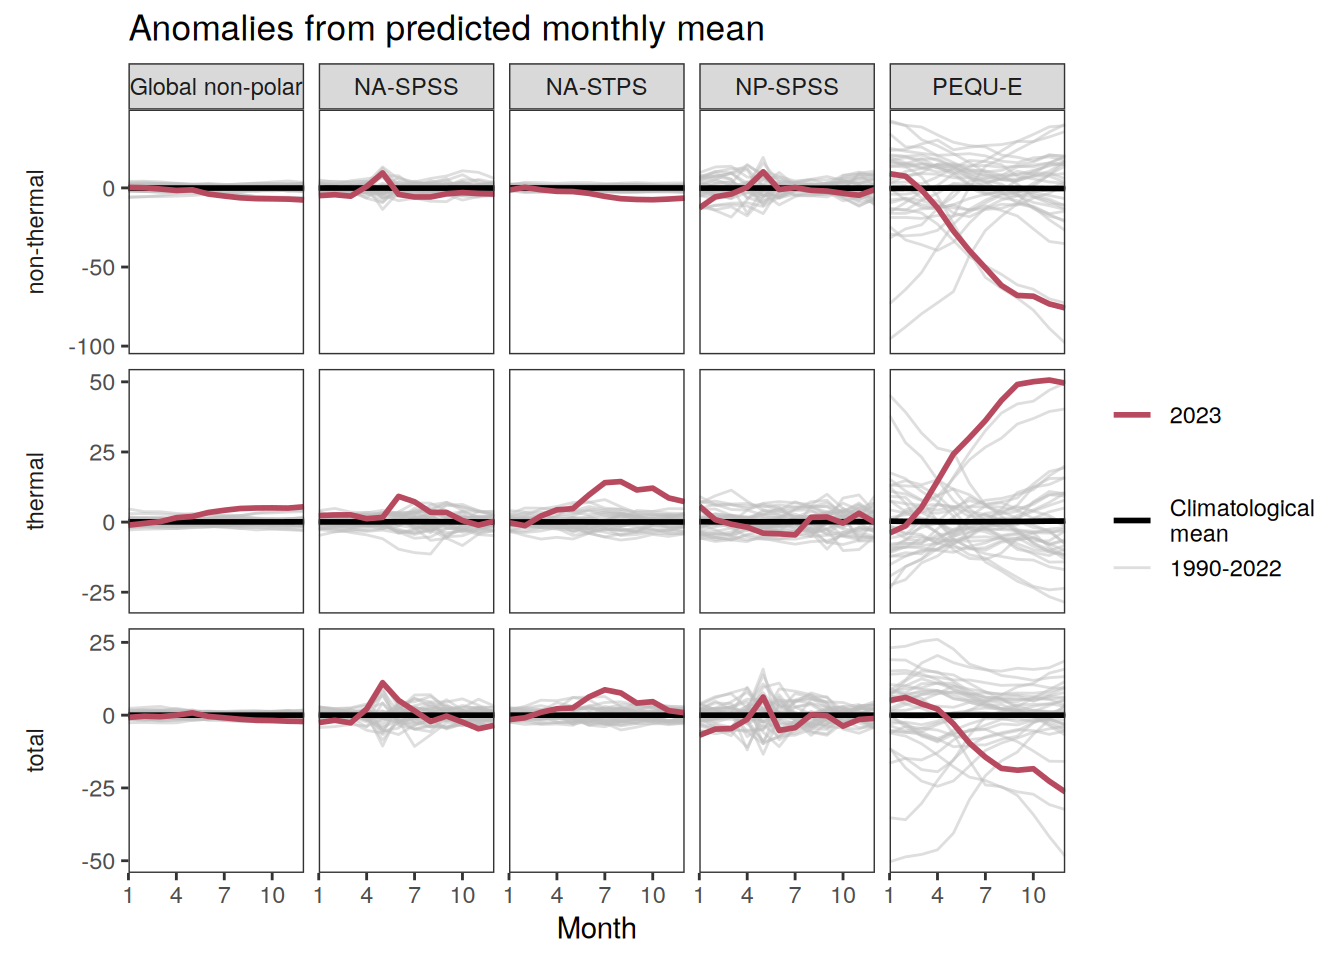 Anomalies from predicted monthly mean
Global non-polar NA-SPSS NA-STPS NP-SPSS PEQU-E
non-thermal
0
-50
-100
thermal
50
25
0
-25
total
25
0
-25
-50
1 4 7 10 1 4 7 10 1 4 7 10 1 4 7 10 1 4 7 10
Month
2023
Climatological
mean
1990-2022